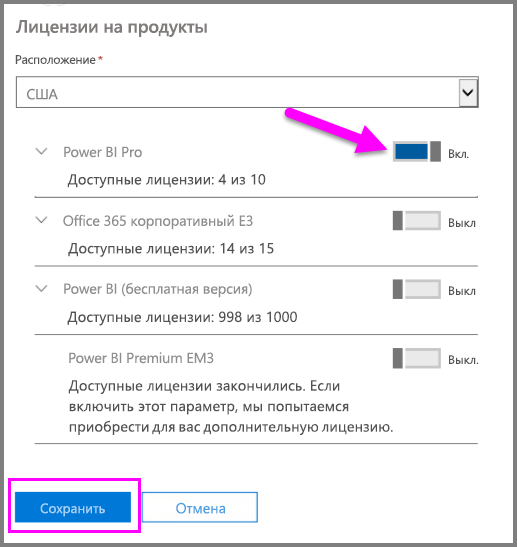 Лицензии на продукты
Расположение *
США
Power BI Pro
Вкл.
Доступные лицензии: 4 из 10
Office 365 корпоративный E3
Выкл
Доступные лицензии: 14 из 15
Power BI (бесплатная версия)
Выкл
Доступные лицензии: 998 из 1000
Power BI Premium EM3
Выкл.
Доступные лицензии закончились. Если
включить этот параметр, мы попытаемся
приобрести для вас дополнительную лицензию.
Сохранить
Отмена